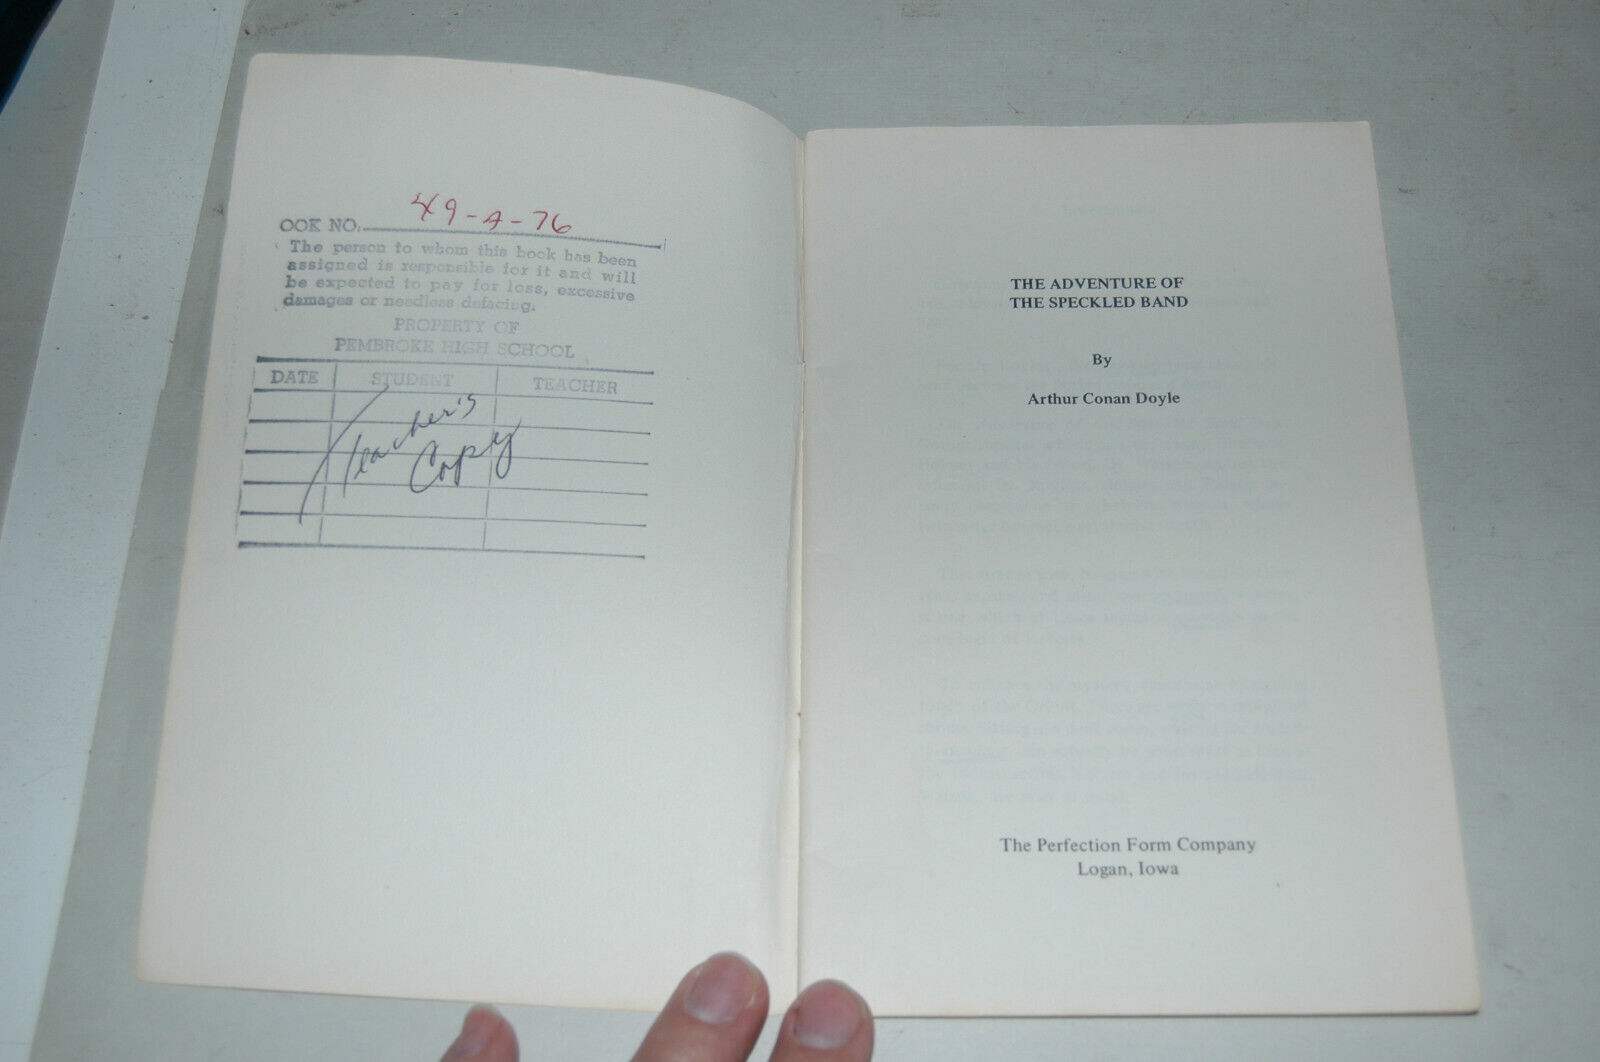 49-A-76
OOK NO.
The person to whom this book has been
assigned is responsible for it and will
be expected to pay for loss, excessive
damages or needless defacing.
PROPERTY OF
PEMBROKE HIGH SCHOOL
DATE STUDENT TEACHER
Teacher's
Copy
THE ADVENTURE OF
THE SPECKLED BAND
By
Arthur Conan Doyle
The Perfection Form Company
Logan, Iowa